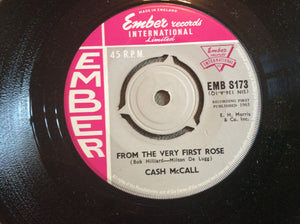 MADE IN ENGLAND
Ember records
INTERNATIONAL
Limited
45 R.P.M.
EMBER
Ember
records
INTERNATIONAL
EMB S173
RECORDING FIRST
PUBLISHED 1963
E. H. Morris
& Co. Inc.
FROM THE VERY FIRST ROSE
(Bob Hilliard—Milton De Lugg)
CASH McCALL